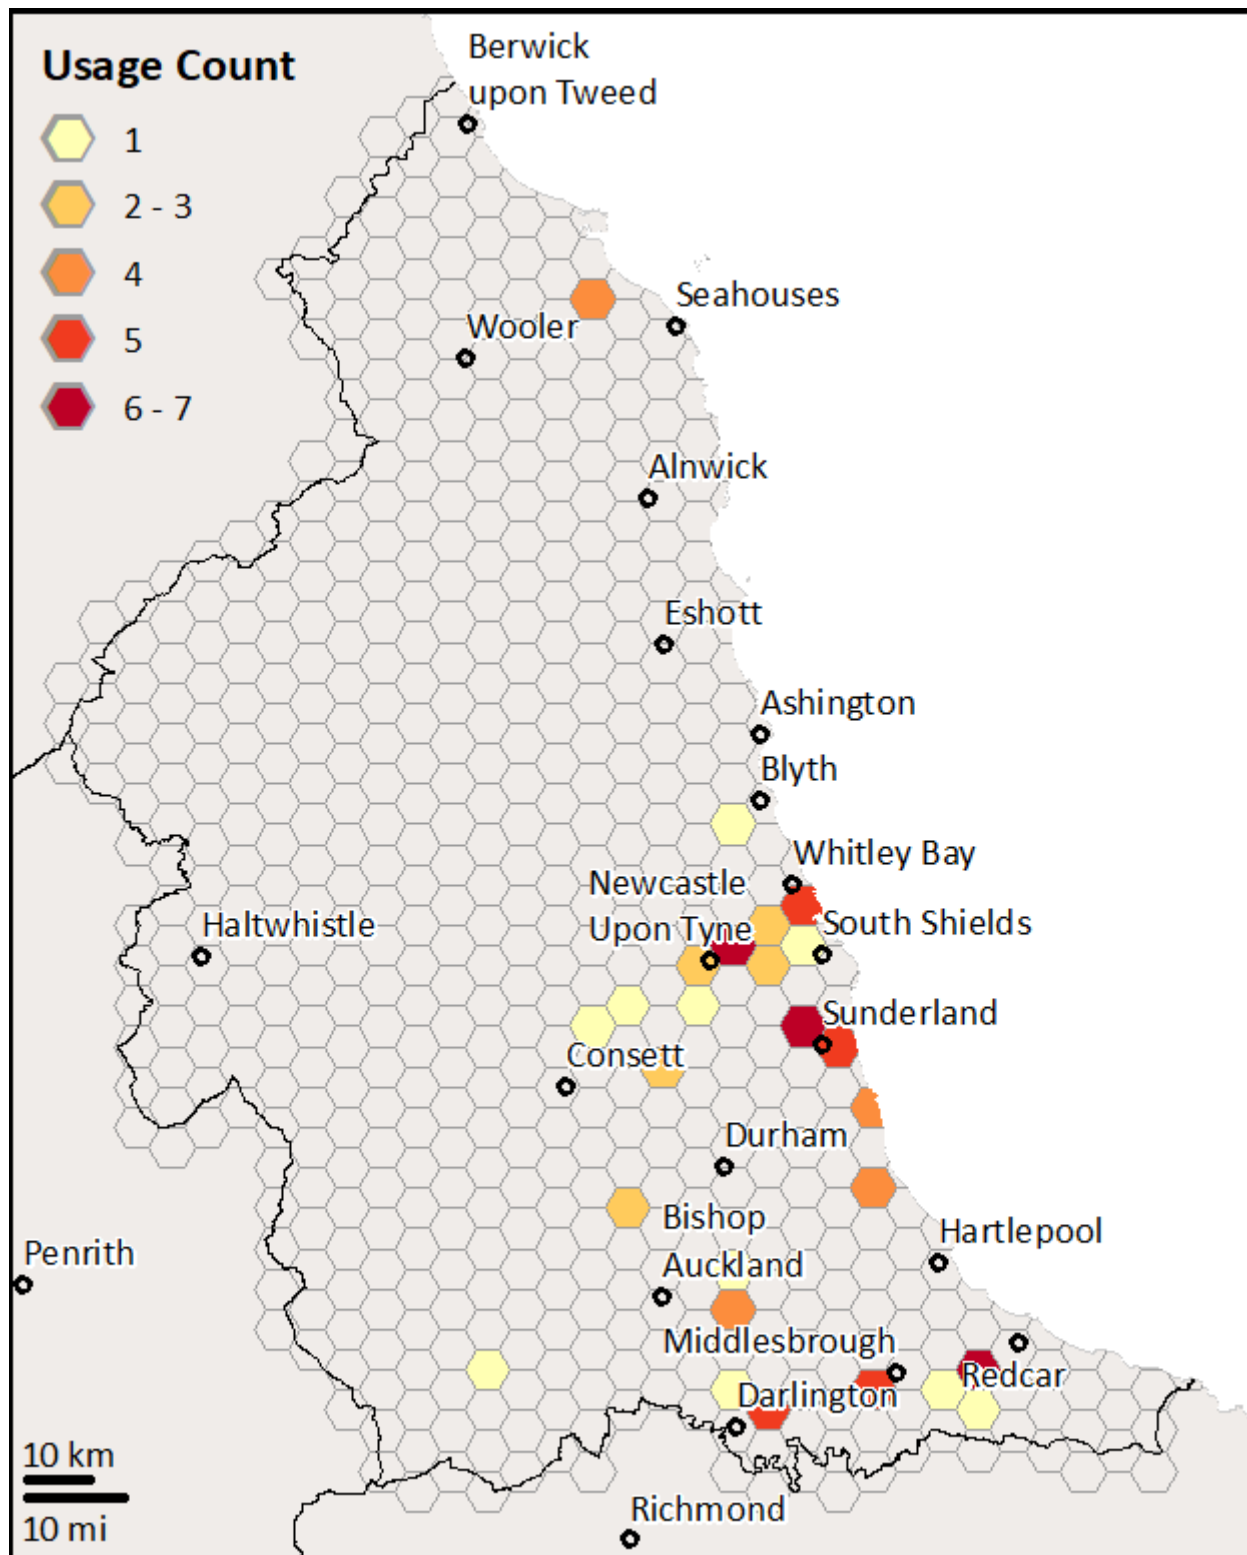 Usage Count
1
2 - 3
4
5
6 - 7
Berwick
upon Tweed
Seahouses
Wooler
Alnwick
Eshott
Ashington
Blyth
Whitley Bay
Newcastle
Upon Tyne
South Shields
Haltwhistle
Sunderland
Consett
Durham
Bishop
Auckland
Hartlepool
Penrith
Middlesbrough
Redcar
Darlington
10 km
10 mi
Richmond